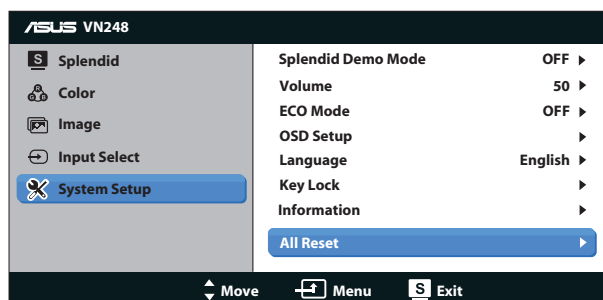 ASUS VN248
S Splendid
Color
Image
Input Select
System Setup
Splendid Demo Mode OFF
Volume 50
ECO Mode OFF
OSD Setup
Language English
Key Lock
Information
All Reset
Move Menu S Exit